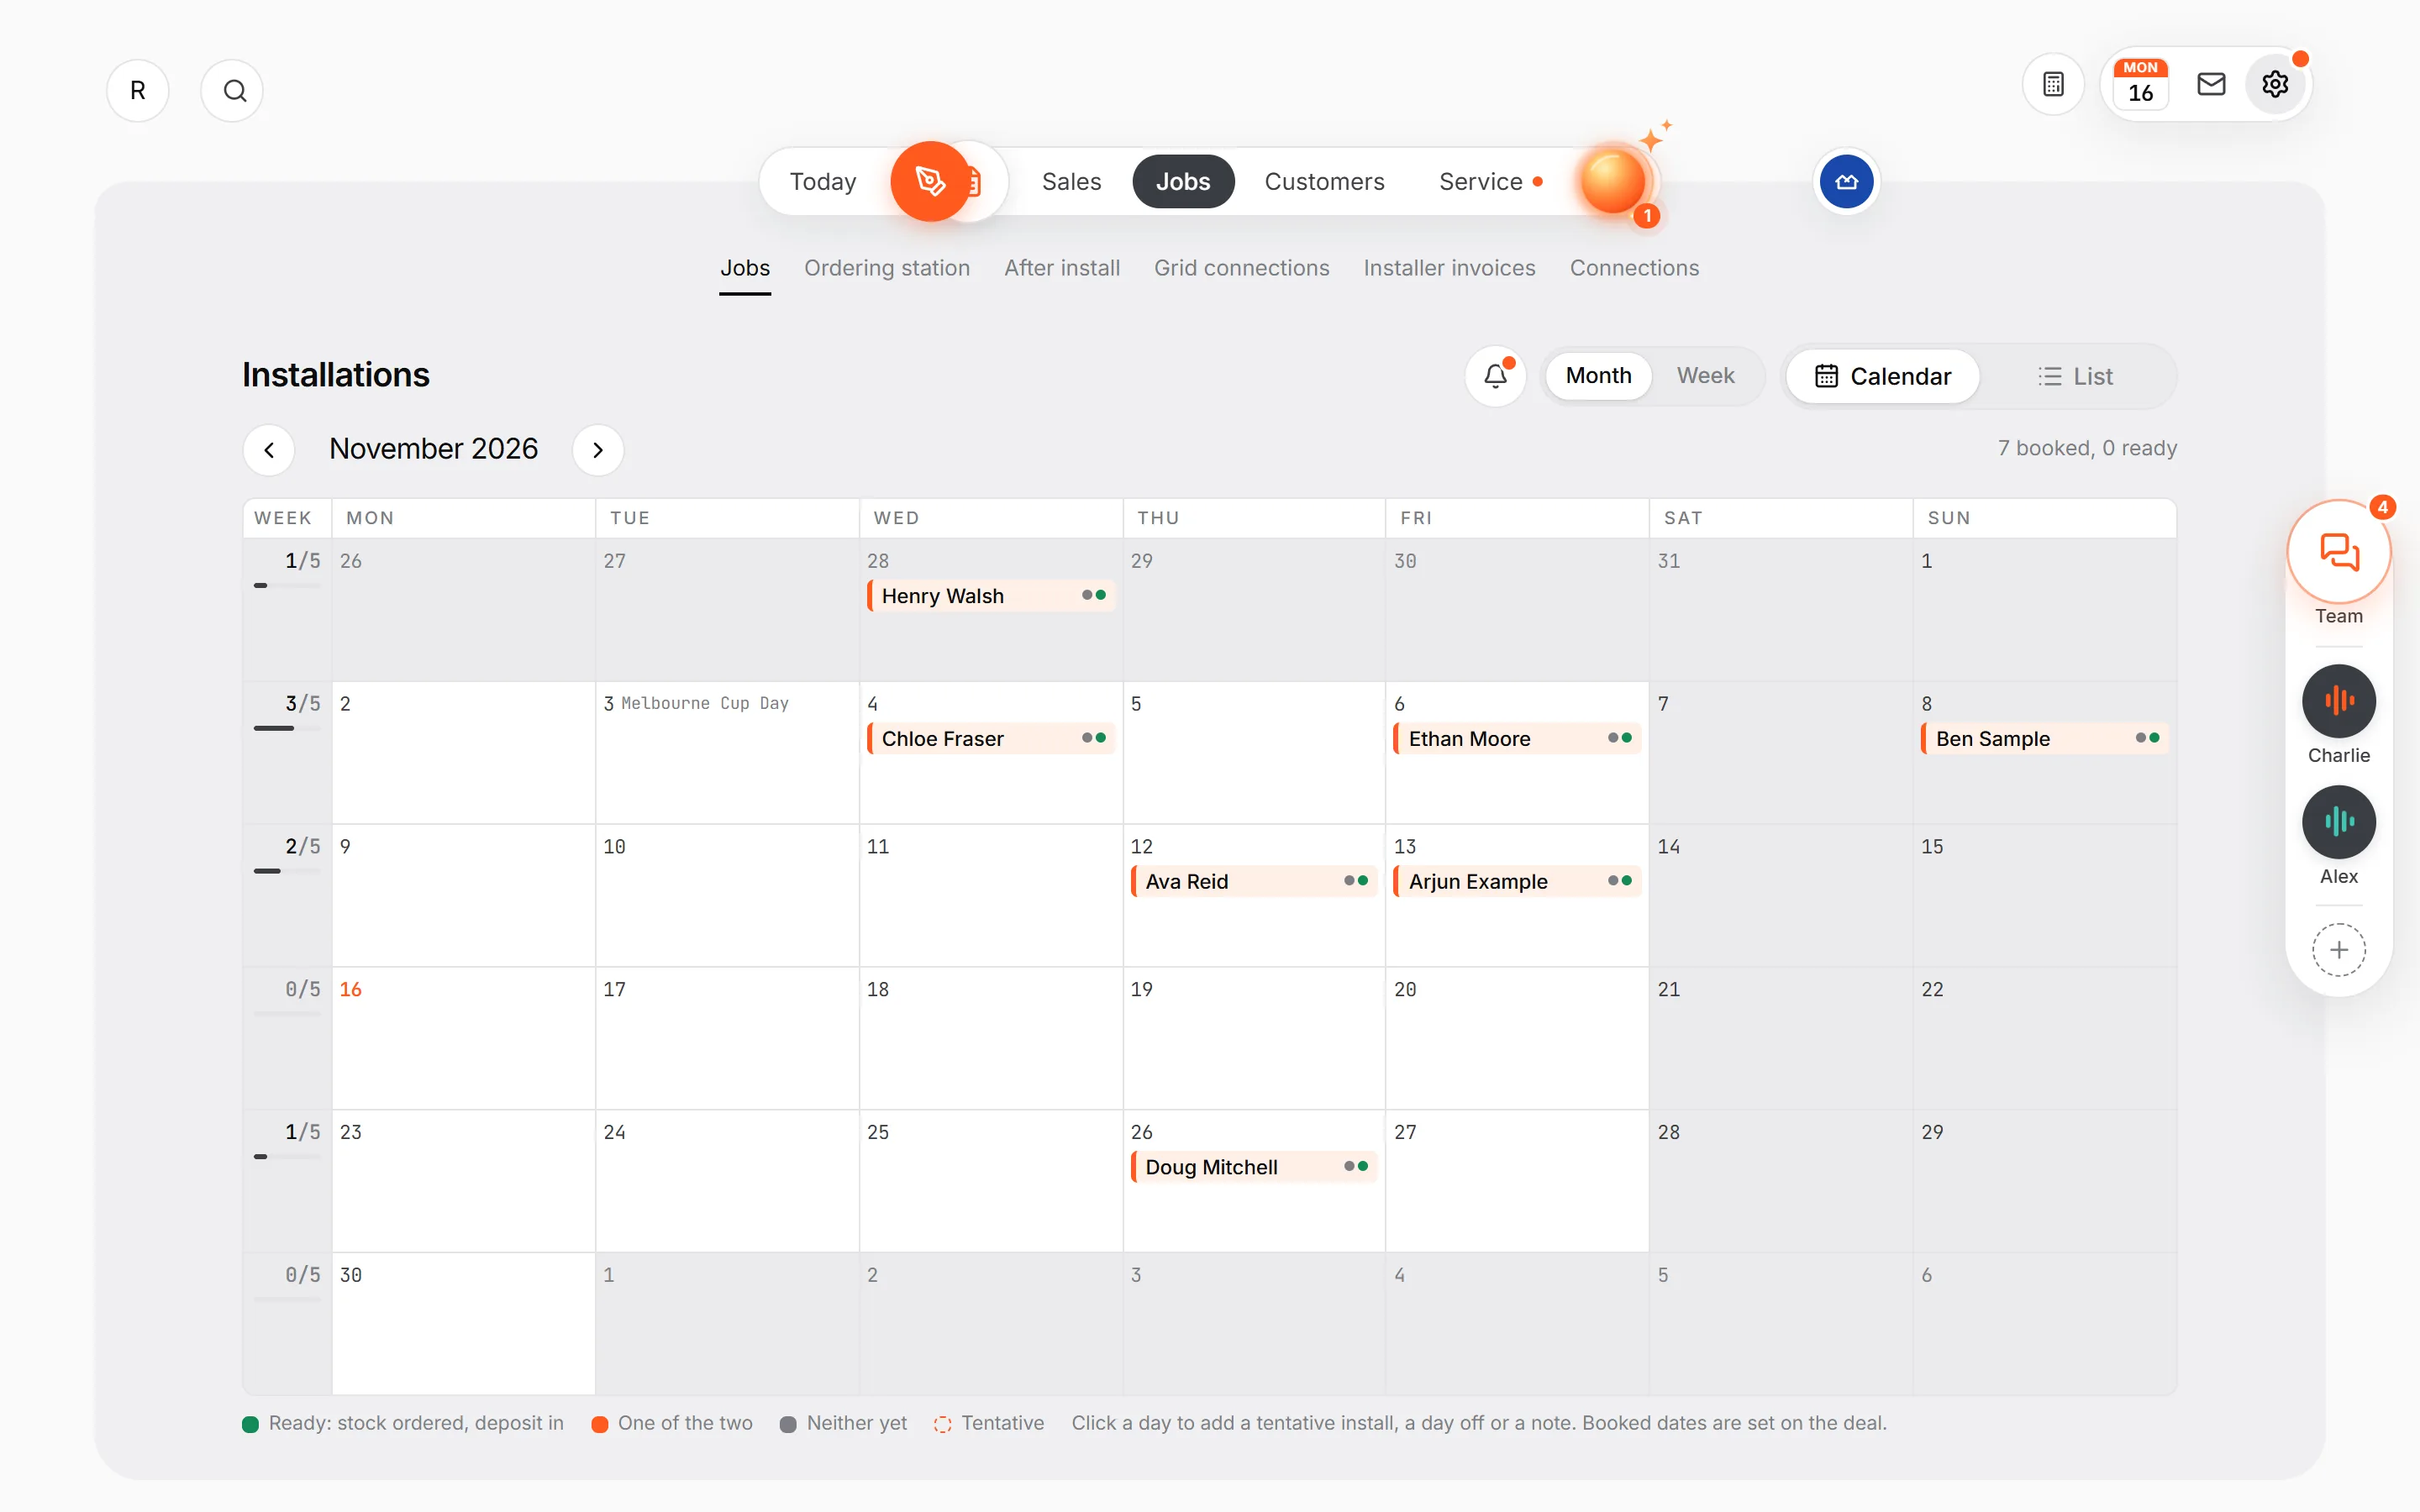 R
MON
16
Today
Sales
Jobs
Customers
Service
1
Jobs
Ordering station
After install
Grid connections
Installer invoices
Connections
Installations
Month
Week
Calendar
List
November 2026
7 booked, 0 ready
WEEK MON TUE WED THU FRI SAT SUN
1/5 26 27 28 29 30 31 1
Henry Walsh
3/5 2 3 Melbourne Cup Day 4 5 6 7 8
Chloe Fraser Ethan Moore Ben Sample
2/5 9 10 11 12 13 14 15
Ava Reid Arjun Example
0/5 16 17 18 19 20 21 22
1/5 23 24 25 26 27 28 29
Doug Mitchell
0/5 30 1 2 3 4 5 6
Ready: stock ordered, deposit in
One of the two
Neither yet
Tentative
Click a day to add a tentative install, a day off or a note. Booked dates are set on the deal.
4
Team
Charlie
Alex